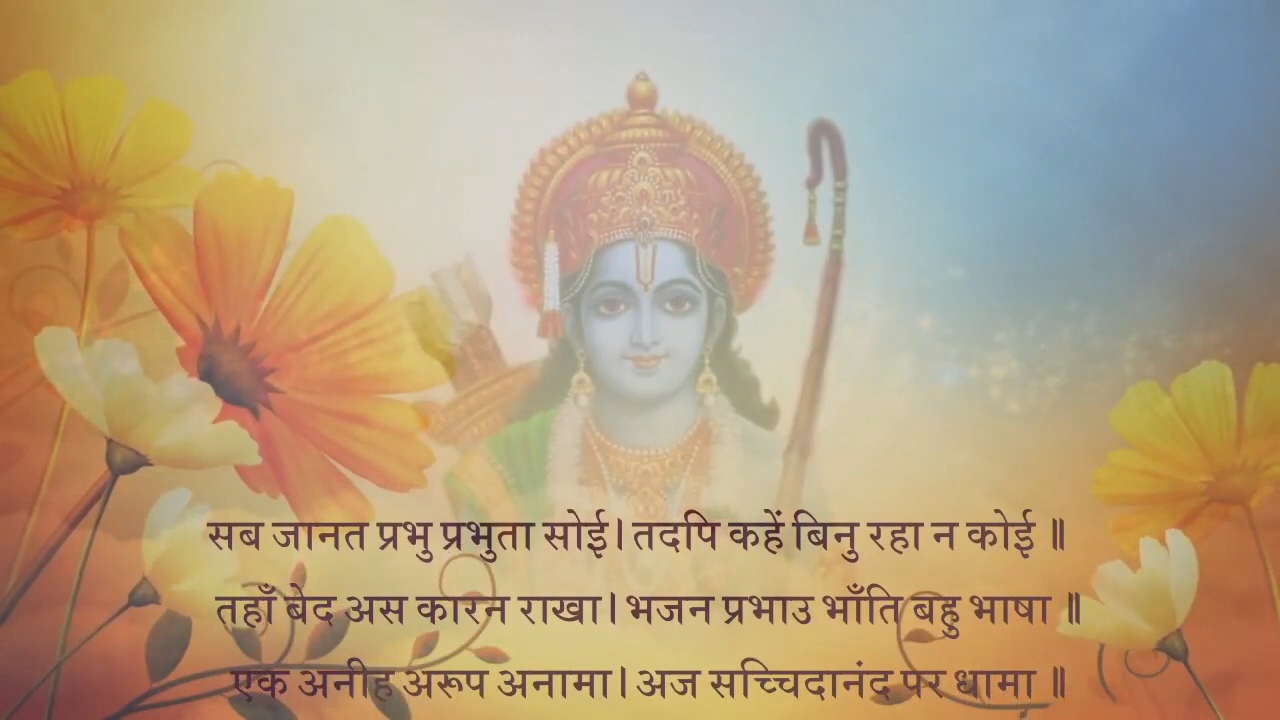 सब जानत प्रभु प्रभुता सोई। तदपि कहें बिनु रहा न कोई ॥
तहाँ बेद अस कारन राखा। भजन प्रभाउ भाँति बहु भाषा ॥
एक अनीह अरूप अनामा। अज सच्चिदानंद पर धामा ॥